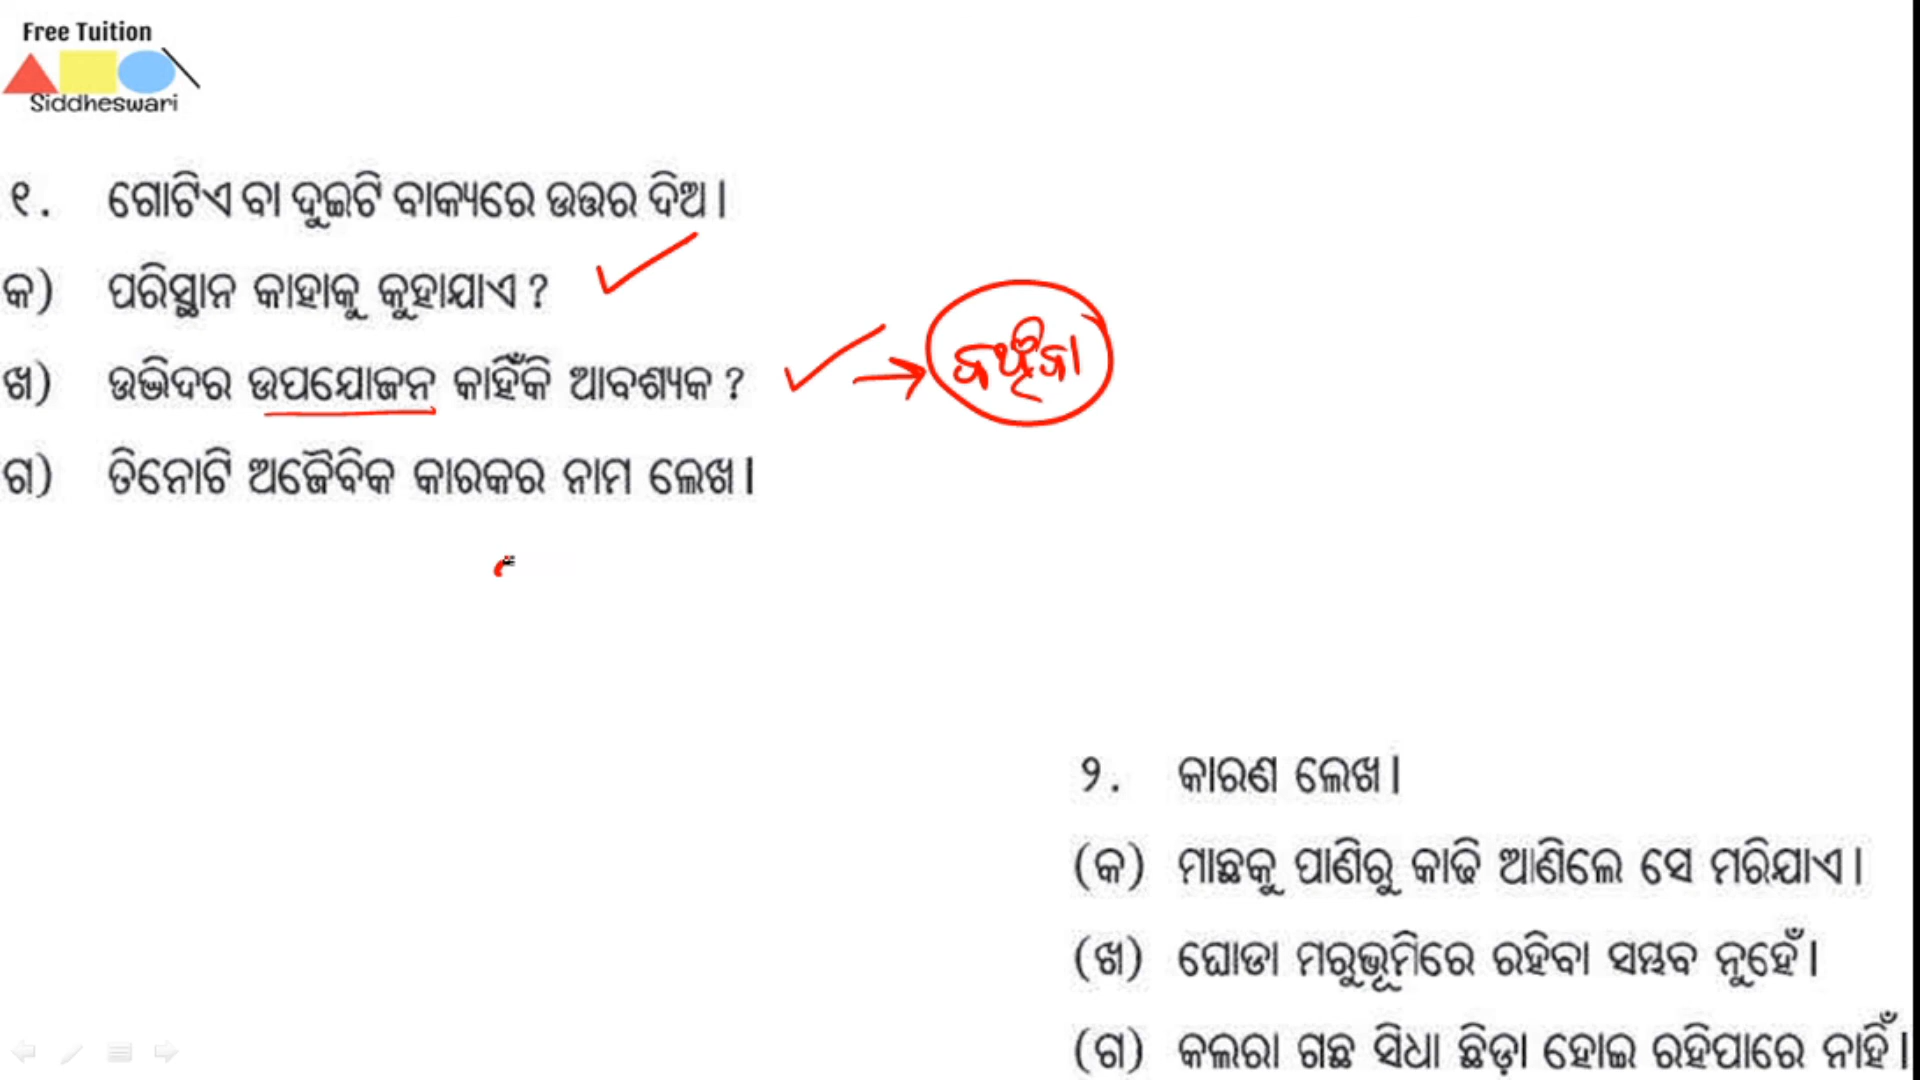 Free Tuition
Siddheswari
୧. ଗୋଟିଏ ବା ଦୁଇଟି ବାକ୍ୟରେ ଉତ୍ତର ଦିଅ।
କ) ପରିସ୍ଥାନ କାହାକୁ କୁହାଯାଏ ?
ଖ) ଉଦ୍ଭିଦର ଉପଯୋଜନ କାହିଁକି ଆବଶ୍ୟକ ?
ଗ) ତିନୋଟି ଅଜୈବିକ କାରକର ନାମ ଲେଖ।
୨. କାରଣ ଲେଖ।
(କ) ମାଛକୁ ପାଣିରୁ କାଢି ଆଣିଲେ ସେ ମରିଯାଏ।
(ଖ) ଘୋଡା ମରୁଭୂମିରେ ରହିବା ସମ୍ଭବ ନୁହେଁ।
(ଗ) କଲରା ଗଛ ସିଧା ଛିଡ଼ା ହୋଇ ରହିପାରେ ନାହିଁ।